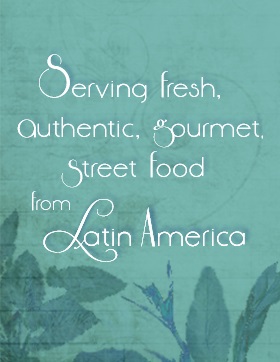 Serving fresh,
authentic, gourmet,
street food
from
Latin America